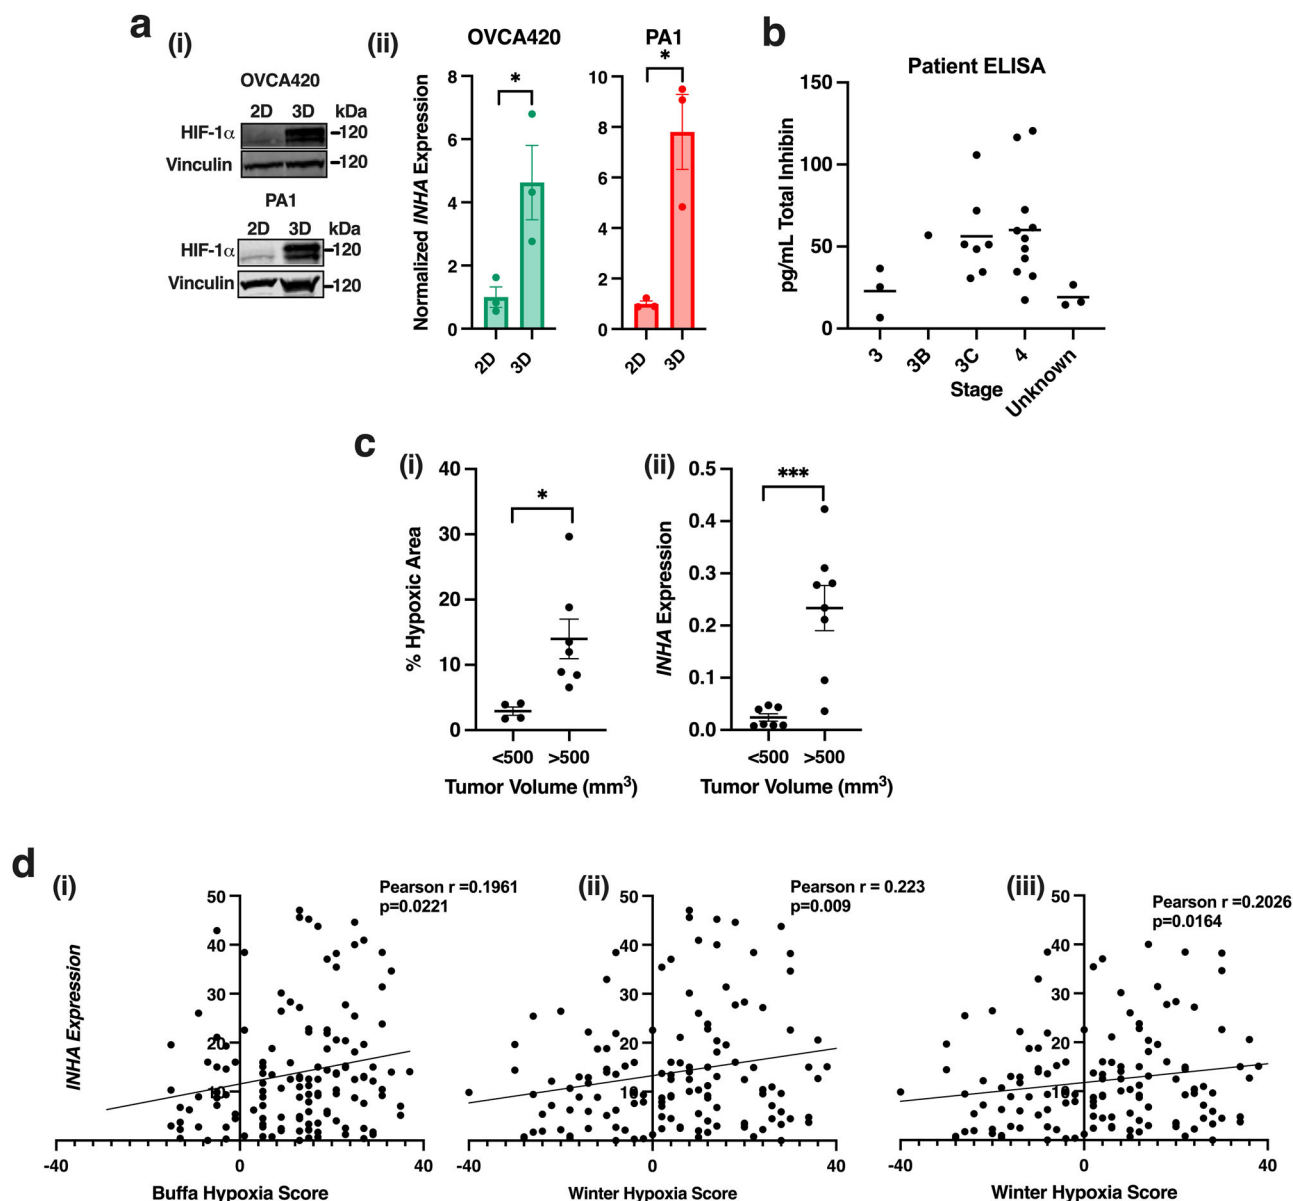 a
(i)
OVCA420
2D 3D kDa
HIF-1α
-120
Vinculin
-120
PA1
2D 3D kDa
HIF-1α
-120
Vinculin
-120
(ii)
OVCA420
Normalized INHA Expression
8
6
4
2
0
*
2D
3D
PA1
10
8
6
4
2
0
*
2D
3D
b
Patient ELISA
pg/mL Total Inhibin
150
100
50
0
3
3B
3C
4
Unknown
Stage
c
(i)
% Hypoxic Area
40
30
20
10
0
*
<500 >500
Tumor Volume (mm³)
(ii)
INHA Expression
0.5
0.4
0.3
0.2
0.1
0.0
***
<500 >500
Tumor Volume (mm³)
d
(i)
Pearson r =0.1961
p=0.0221
INHA Expression
50
40
30
20
10
-40 0 40
Buffa Hypoxia Score
(ii)
Pearson r = 0.223
p=0.009
50
40
30
20
10
-40 0 40
Winter Hypoxia Score
(iii)
Pearson r =0.2026
p=0.0164
50
40
30
20
10
-40 0 40
Winter Hypoxia Score